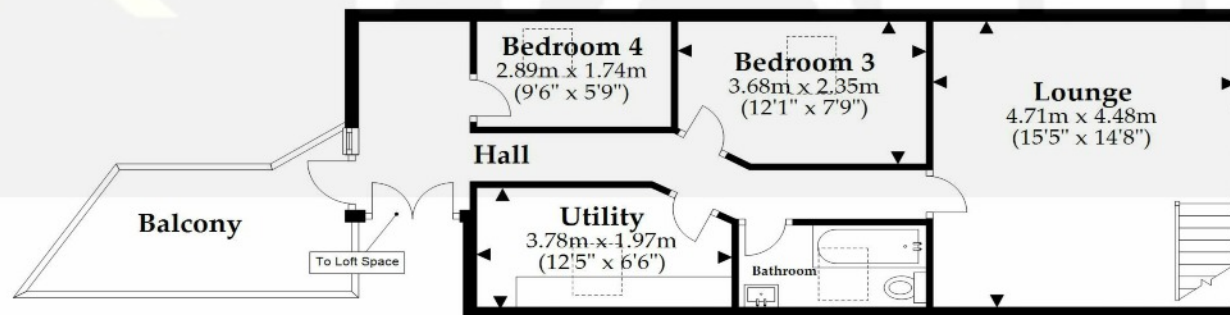 Bedroom 4
2.89m x 1.74m
(9'6" x 5'9")
Bedroom 3
3.68m x 2.35m
(12'1" x 7'9")
Lounge
4.71m x 4.48m
(15'5" x 14'8")
Hall
Balcony
To Loft Space
Utility
3.78m x 1.97m
(12'5" x 6'6")
Bathroom